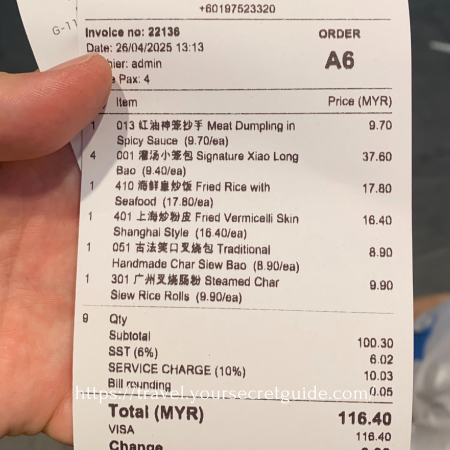 +60197523320
G-11
Invoice no: 22136
ORDER
Date: 26/04/2025 13:13
A6
hier: admin
Pax: 4
Item Price (MYR)
1 013 红油神笼抄手 Meat Dumpling in 9.70
Spicy Sauce (9.70/ea)
4 001 灌汤小笼包 Signature Xiao Long 37.60
Bao (9.40/ea)
1 410 海鲜皇炒饭 Fried Rice with 17.80
Seafood (17.80/ea)
1 401 上海炒粉皮 Fried Vermicelli Skin 16.40
Shanghai Style (16.40/ea)
1 051 古法笑口叉烧包 Traditional 8.90
Handmade Char Siew Bao (8.90/ea)
1 301 广州叉烧肠粉 Steamed Char 9.90
Siew Rice Rolls (9.90/ea)
9 Qty
Subtotal 100.30
SST (6%) 6.02
SERVICE CHARGE (10%) 10.03
Bill rounding 0.05
https://travel.yoursecretguide.com
Total (MYR) 116.40
VISA 116.40
Change